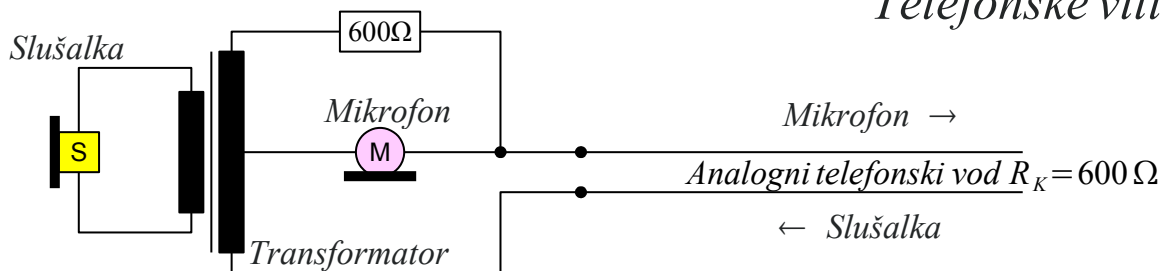 Telefonske vili
Slušalka
600Ω
Mikrofon
Mikrofon →
S
M
Analogni telefonski vod R_K=600 Ω
Transformator
← Slušalka